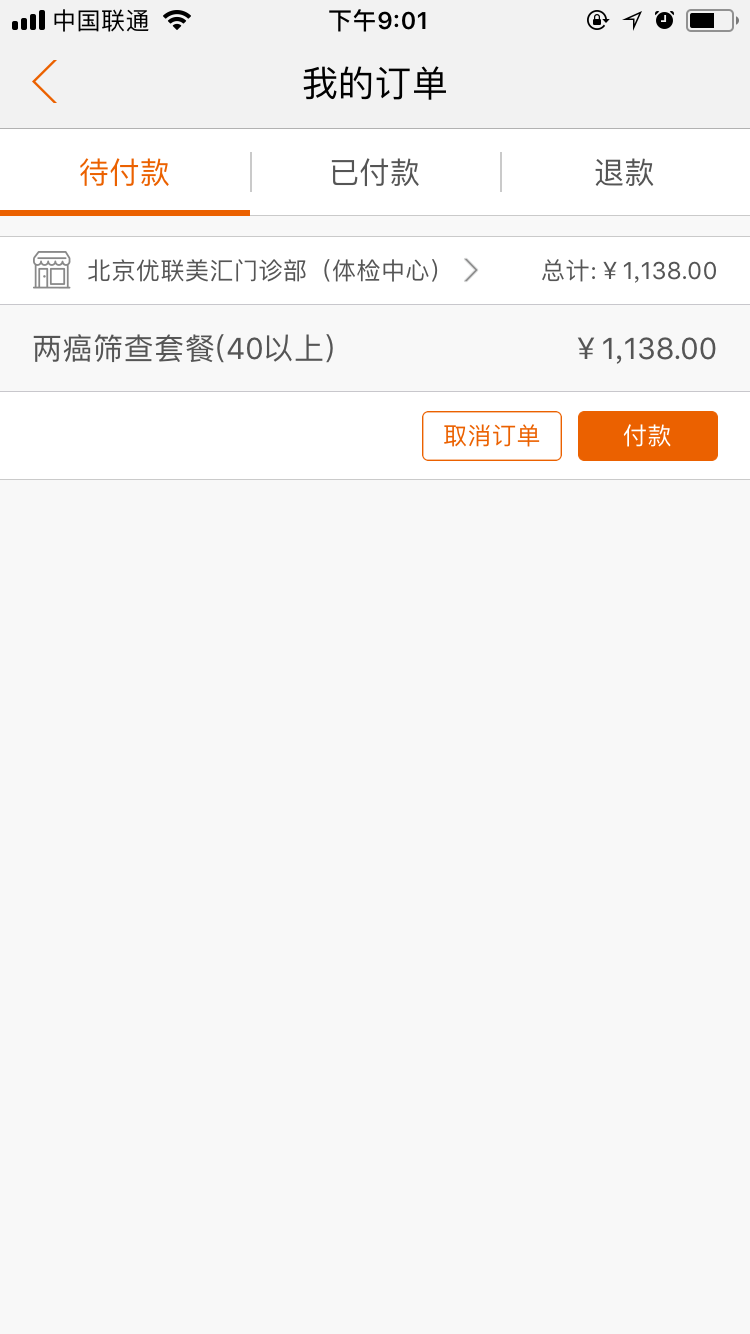 中国联通 下午9:01
我的订单
待付款 已付款 退款
北京优联美汇门诊部（体检中心） 总计:￥1,138.00
两癌筛查套餐(40以上) ￥1,138.00
取消订单 付款